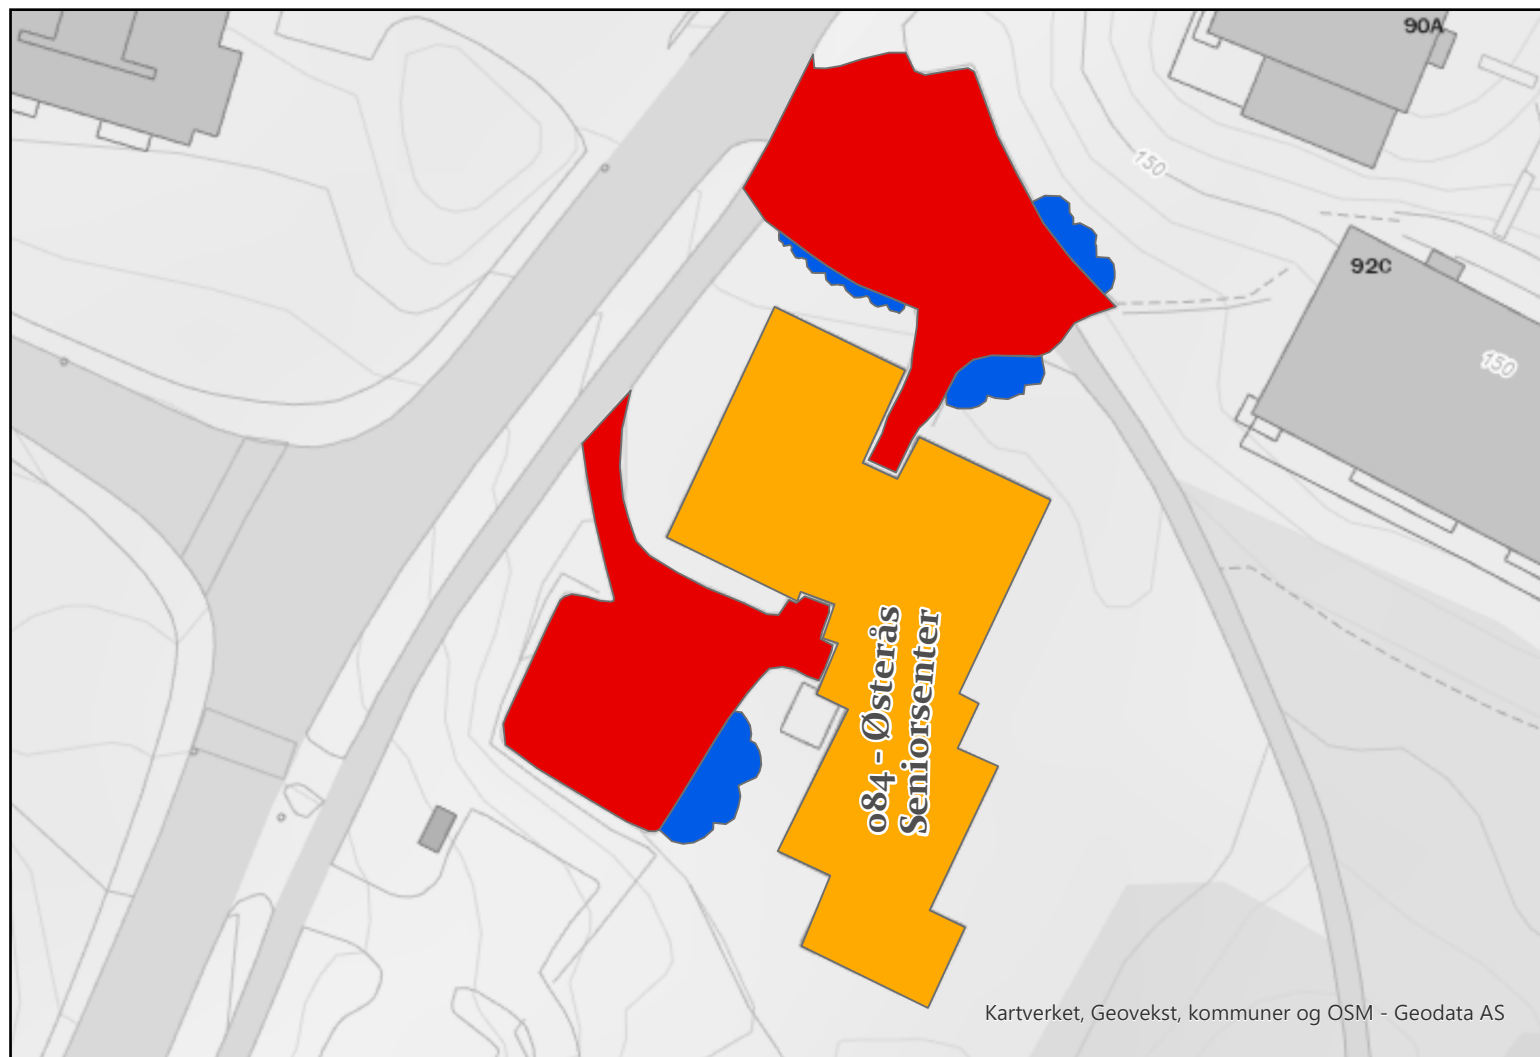 90A
150
92C
150
084 - Østerås
Seniorsenter
Kartverket, Geovekst, kommuner og OSM - Geodata AS